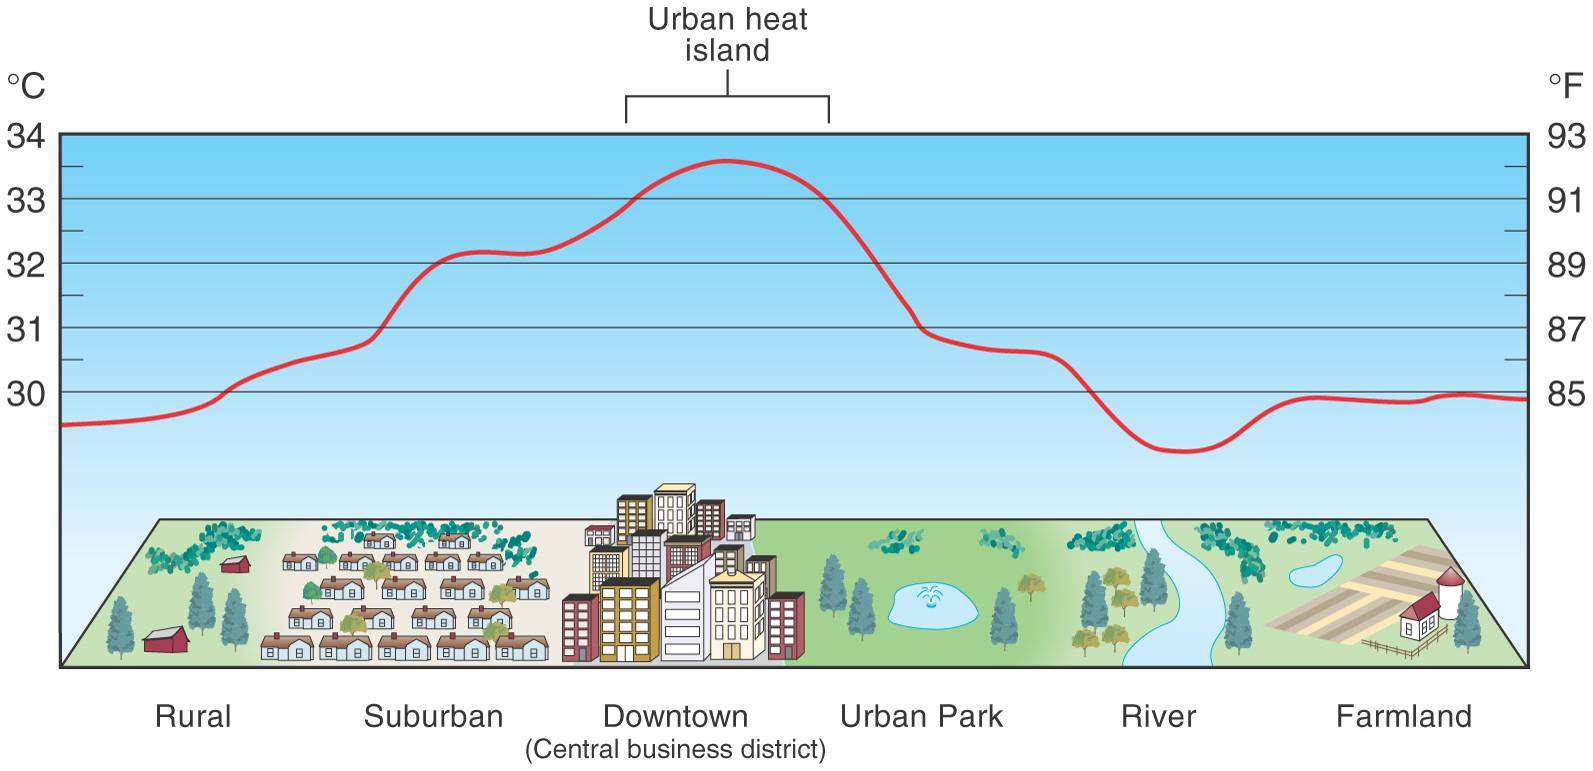 Urban heat
island
°C
°F
34
93
33
91
32
89
31
87
30
85
Rural
Suburban
Downtown
(Central business district)
Urban Park
River
Farmland